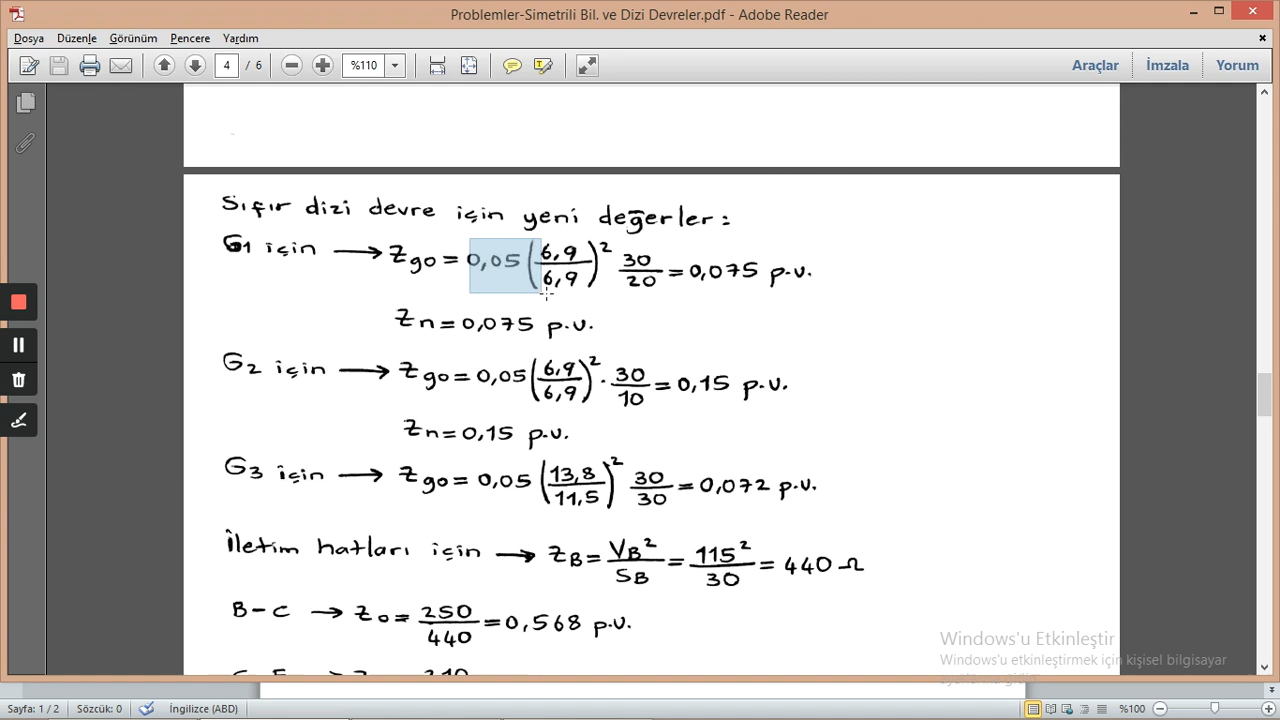 Problemler-Simetrili Bil. ve Dizi Devreler.pdf - Adobe Reader
Dosya Düzenle Görünüm Pencere Yardım
4 / 6 %110 Araçlar İmzala Yorum
Sıfır dizi devre için yeni değerler :
G1 için → Zg0 = 0,05 (6,9/6,9)² 30/20 = 0,075 p.u.
Zn = 0,075 p.u.
G2 için → Zg0 = 0,05 (6,9/6,9)² · 30/10 = 0,15 p.u.
Zn = 0,15 p.u.
G3 için → Zg0 = 0,05 (13,8/11,5)² 30/30 = 0,072 p.u.
İletim hatları için → ZB = VB²/SB = 115²/30 = 440 Ω
B-C → Z0 = 250/440 = 0,568 p.u.
Windows'u Etkinleştir
Windows'u etkinleştirmek için kişisel bilgisayar
Sayfa: 1 / 2 Sözcük: 0 İngilizce (ABD) %100